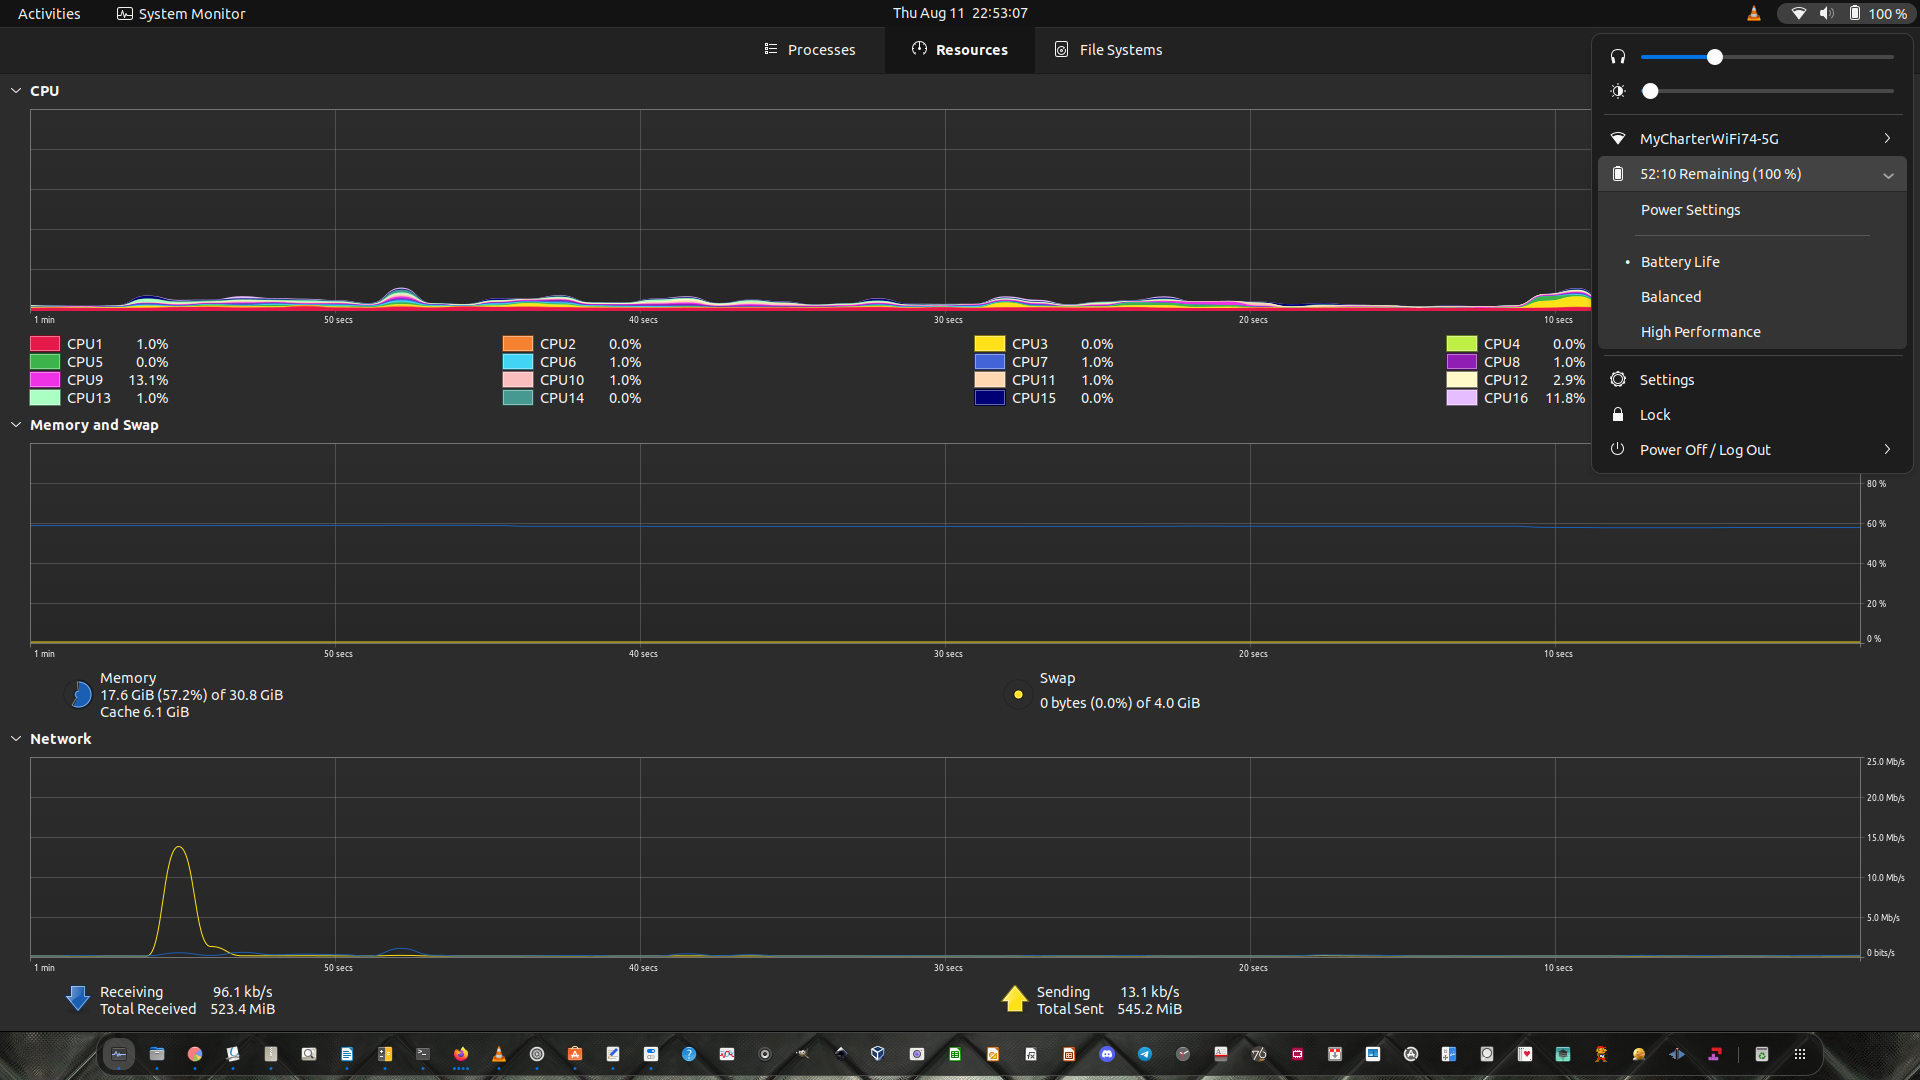 Activities System Monitor Thu Aug 11 22:53:07 100 %
Processes Resources File Systems
CPU
1 min 50 secs 40 secs 30 secs 20 secs 10 secs
CPU1 1.0% CPU2 0.0% CPU3 0.0% CPU4 0.0%
CPU5 0.0% CPU6 1.0% CPU7 1.0% CPU8 1.0%
CPU9 13.1% CPU10 1.0% CPU11 1.0% CPU12 2.9%
CPU13 1.0% CPU14 0.0% CPU15 0.0% CPU16 11.8%
MyCharterWiFi74-5G
52:10 Remaining (100 %)
Power Settings
Battery Life
Balanced
High Performance
Settings
Lock
Power Off / Log Out
Memory and Swap
80 %
60 %
40 %
20 %
0 %
1 min 50 secs 40 secs 30 secs 20 secs 10 secs
Memory
17.6 GiB (57.2%) of 30.8 GiB
Cache 6.1 GiB
Swap
0 bytes (0.0%) of 4.0 GiB
Network
25.0 Mb/s
20.0 Mb/s
15.0 Mb/s
10.0 Mb/s
5.0 Mb/s
0 bits/s
1 min 50 secs 40 secs 30 secs 20 secs 10 secs
Receiving 96.1 kb/s
Total Received 523.4 MiB
Sending 13.1 kb/s
Total Sent 545.2 MiB
76